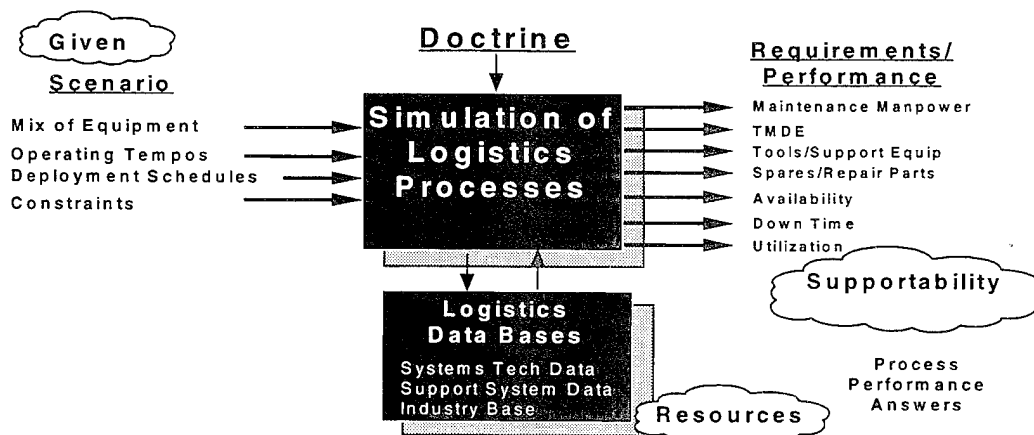 Given
Scenario
Mix of Equipment
Operating Tempos
Deployment Schedules
Constraints
Doctrine
Simulation of
Logistics
Processes
Logistics
Data Bases
Systems Tech Data
Support System Data
Industry Base
Resources
Requirements/
Performance
Maintenance Manpower
TMDE
Tools/Support Equip
Spares/Repair Parts
Availability
Down Time
Utilization
Supportability
Process
Performance
Answers